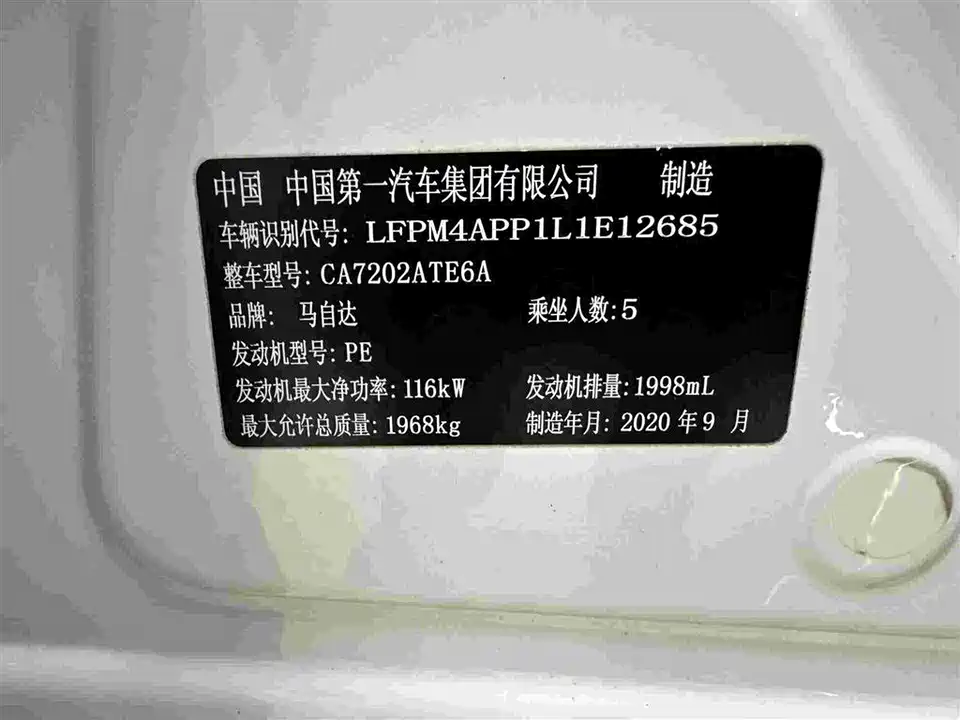 中国 中国第一汽车集团有限公司 制造
车辆识别代号: LFPM4APP1L1E12685
整车型号: CA7202ATE6A
品牌: 马自达 乘坐人数:5
发动机型号: PE
发动机最大净功率: 116kW 发动机排量:1998mL
最大允许总质量: 1968kg 制造年月: 2020 年 9 月